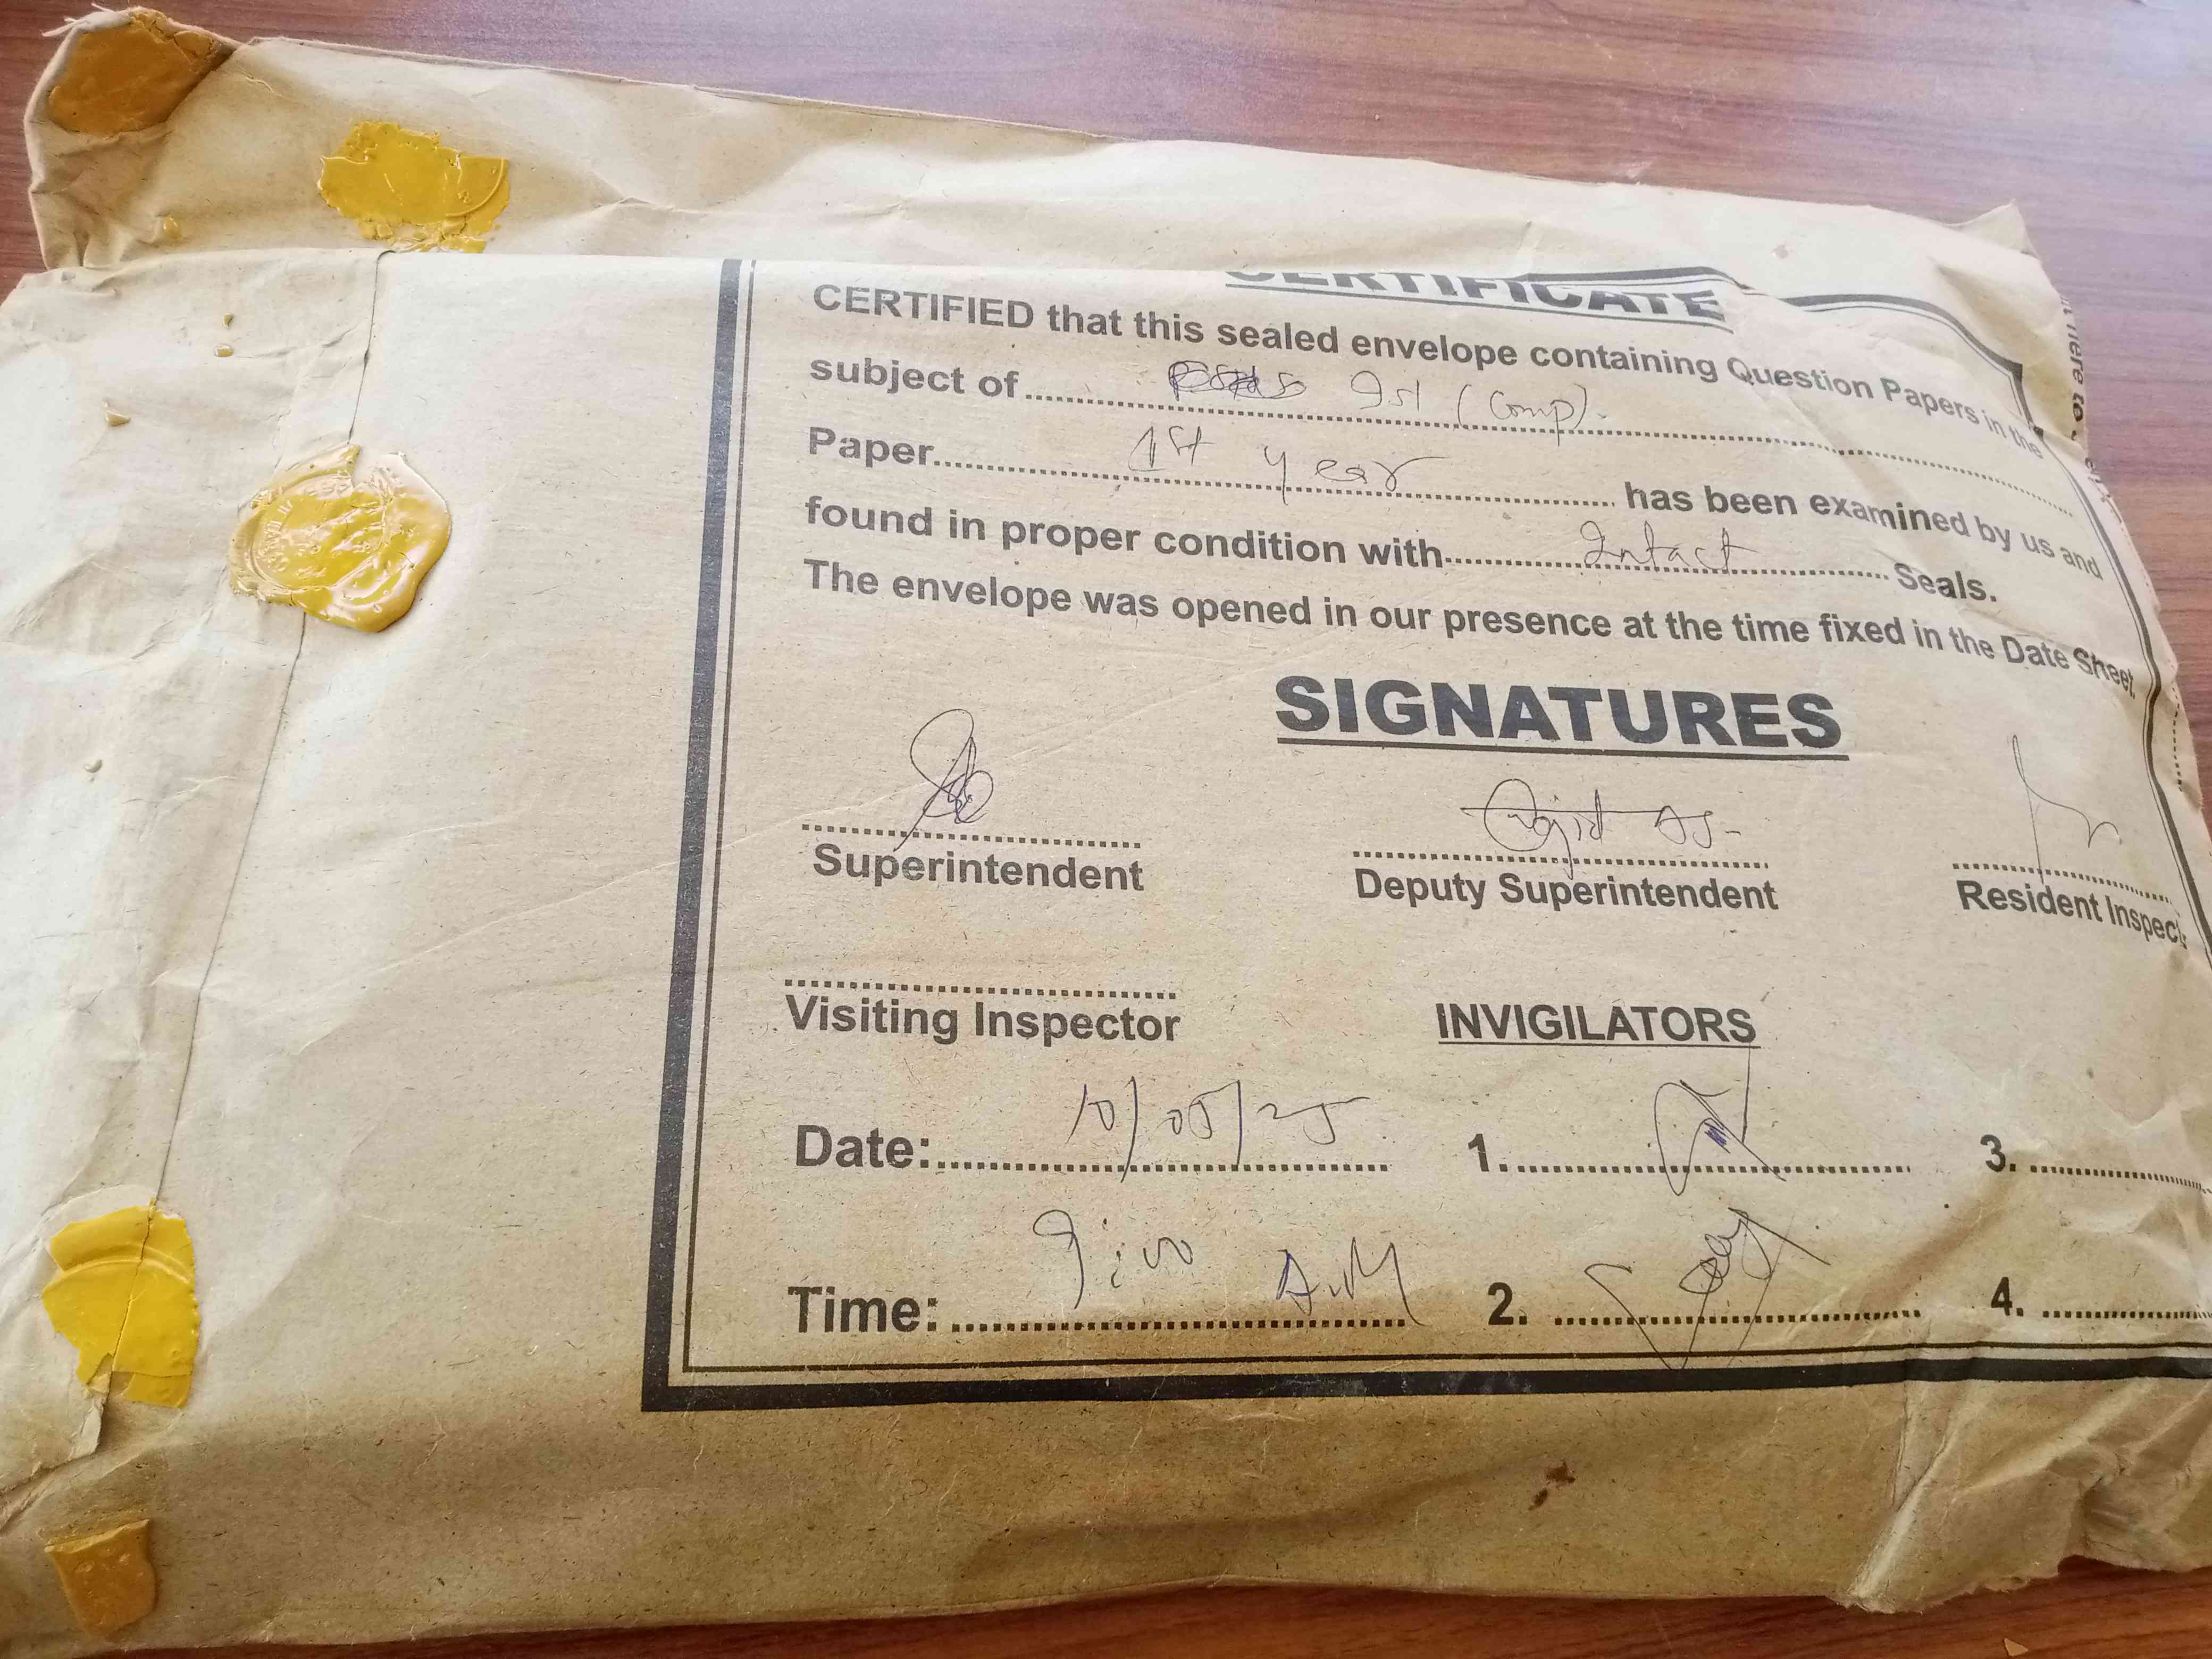 CERTIFICATE
CERTIFIED that this sealed envelope containing Question Papers in the
subject of Ist (Comp).
Paper 1st year has been examined by us and
found in proper condition with Intact Seals.
The envelope was opened in our presence at the time fixed in the Date Sheet.
SIGNATURES
Superintendent
Deputy Superintendent
Resident Inspec
Visiting Inspector
INVIGILATORS
Date: 10/05/25 1. 3.
Time: 9:00 A.M 2. 4.